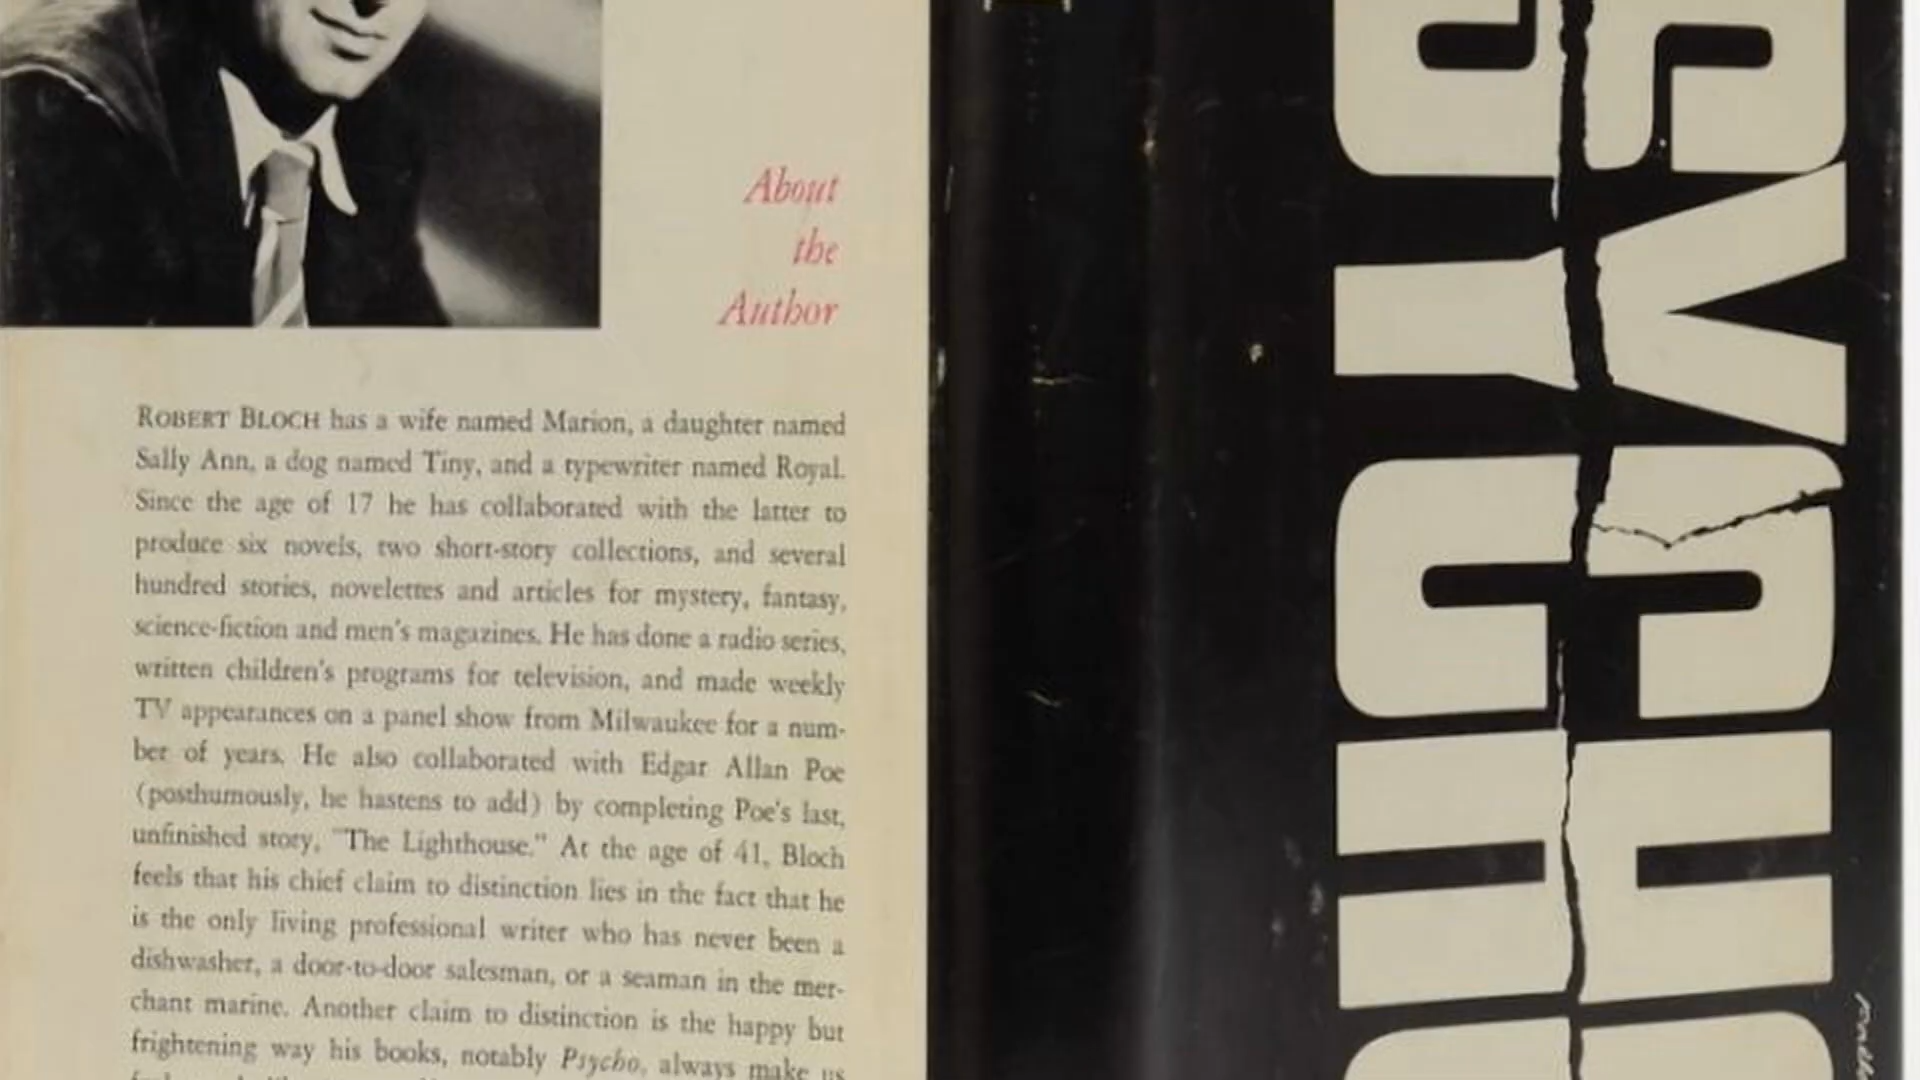 About
the
Author
ROBERT BLOCH has a wife named Marion, a daughter named
Sally Ann, a dog named Tiny, and a typewriter named Royal.
Since the age of 17 he has collaborated with the latter to
produce six novels, two short-story collections, and several
hundred stories, novelettes and articles for mystery, fantasy,
science-fiction and men's magazines. He has done a radio series,
written children's programs for television, and made weekly
TV appearances on a panel show from Milwaukee for a num-
ber of years. He also collaborated with Edgar Allan Poe
(posthumously, he hastens to add) by completing Poe's last,
unfinished story, "The Lighthouse." At the age of 41, Bloch
feels that his chief claim to distinction lies in the fact that he
is the only living professional writer who has never been a
dishwasher, a door-to-door salesman, or a seaman in the mer-
chant marine. Another claim to distinction is the happy but
frightening way his books, notably Psycho, always make us
SYCHO